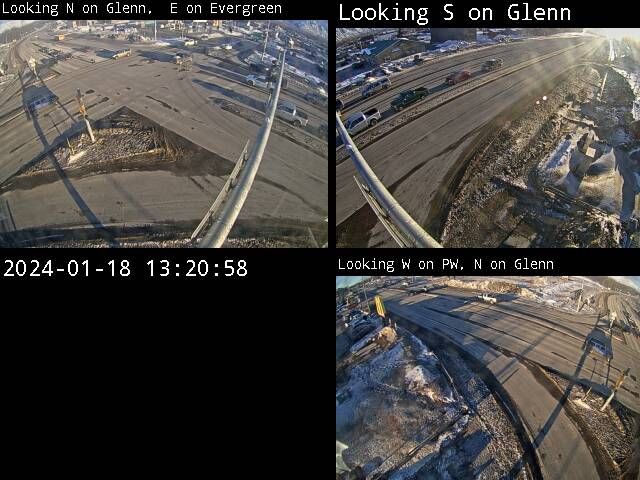 Looking N on Glenn,  E on Evergreen
Looking S on Glenn
2024-01-18 13:20:58
Looking W on PW, N on Glenn